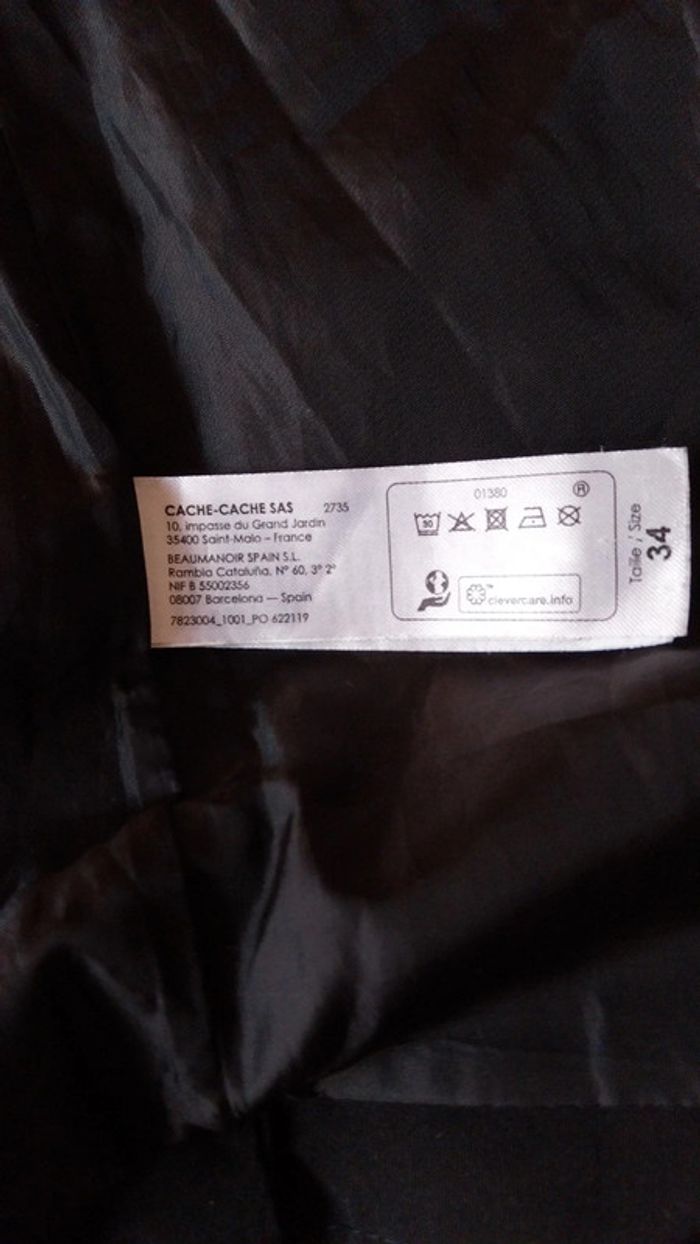 CACHE-CACHE SAS 2735
10, impasse du Grand Jardin
35400 Saint-Malo – France
BEAUMANOIR SPAIN S.L.
Rambla Cataluña, Nº 60, 3º 2ª
NIF B 55002356
08007 Barcelona — Spain
7823004_1001_PO 622119
01380 ®
30
™
clevercare.info
Taille / Size
34